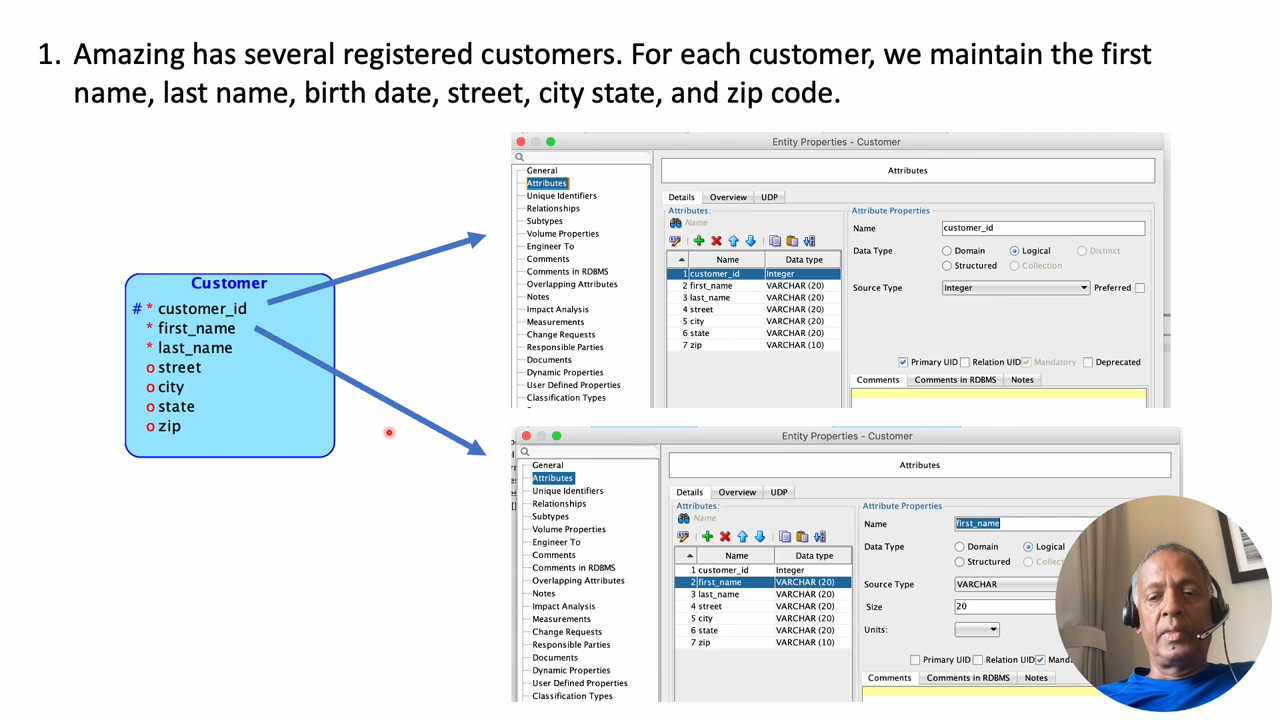 1. Amazing has several registered customers. For each customer, we maintain the first
name, last name, birth date, street, city state, and zip code.
Customer
# * customer_id
* first_name
* last_name
o street
o city
o state
o zip
Entity Properties - Customer
General
Attributes
Unique Identifiers
Relationships
Subtypes
Volume Properties
Engineer To
Comments
Comments in RDBMS
Overlapping Attributes
Notes
Impact Analysis
Measurements
Change Requests
Responsible Parties
Documents
Dynamic Properties
User Defined Properties
Classification Types
Attributes
Details Overview UDP
Attributes:
Name
Name Data type
1 customer_id Integer
2 first_name VARCHAR (20)
3 last_name VARCHAR (20)
4 street VARCHAR (20)
5 city VARCHAR (20)
6 state VARCHAR (20)
7 zip VARCHAR (10)
Attribute Properties
Name customer_id
Data Type Domain Logical Distinct
Structured Collection
Source Type Integer Preferred
Primary UID Relation UID Mandatory Deprecated
Comments Comments in RDBMS Notes
Entity Properties - Customer
General
Attributes
Unique Identifiers
Relationships
Subtypes
Volume Properties
Engineer To
Comments
Comments in RDBMS
Overlapping Attributes
Notes
Impact Analysis
Measurements
Change Requests
Responsible Parties
Documents
Dynamic Properties
User Defined Properties
Classification Types
Attributes
Details Overview UDP
Attributes:
Name
Name Data type
1 customer_id Integer
2 first_name VARCHAR (20)
3 last_name VARCHAR (20)
4 street VARCHAR (20)
5 city VARCHAR (20)
6 state VARCHAR (20)
7 zip VARCHAR (10)
Attribute Properties
Name first_name
Data Type Domain Logical
Structured
Source Type VARCHAR
Size 20
Units:
Primary UID Relation UID
Comments Comments in RDBMS Notes